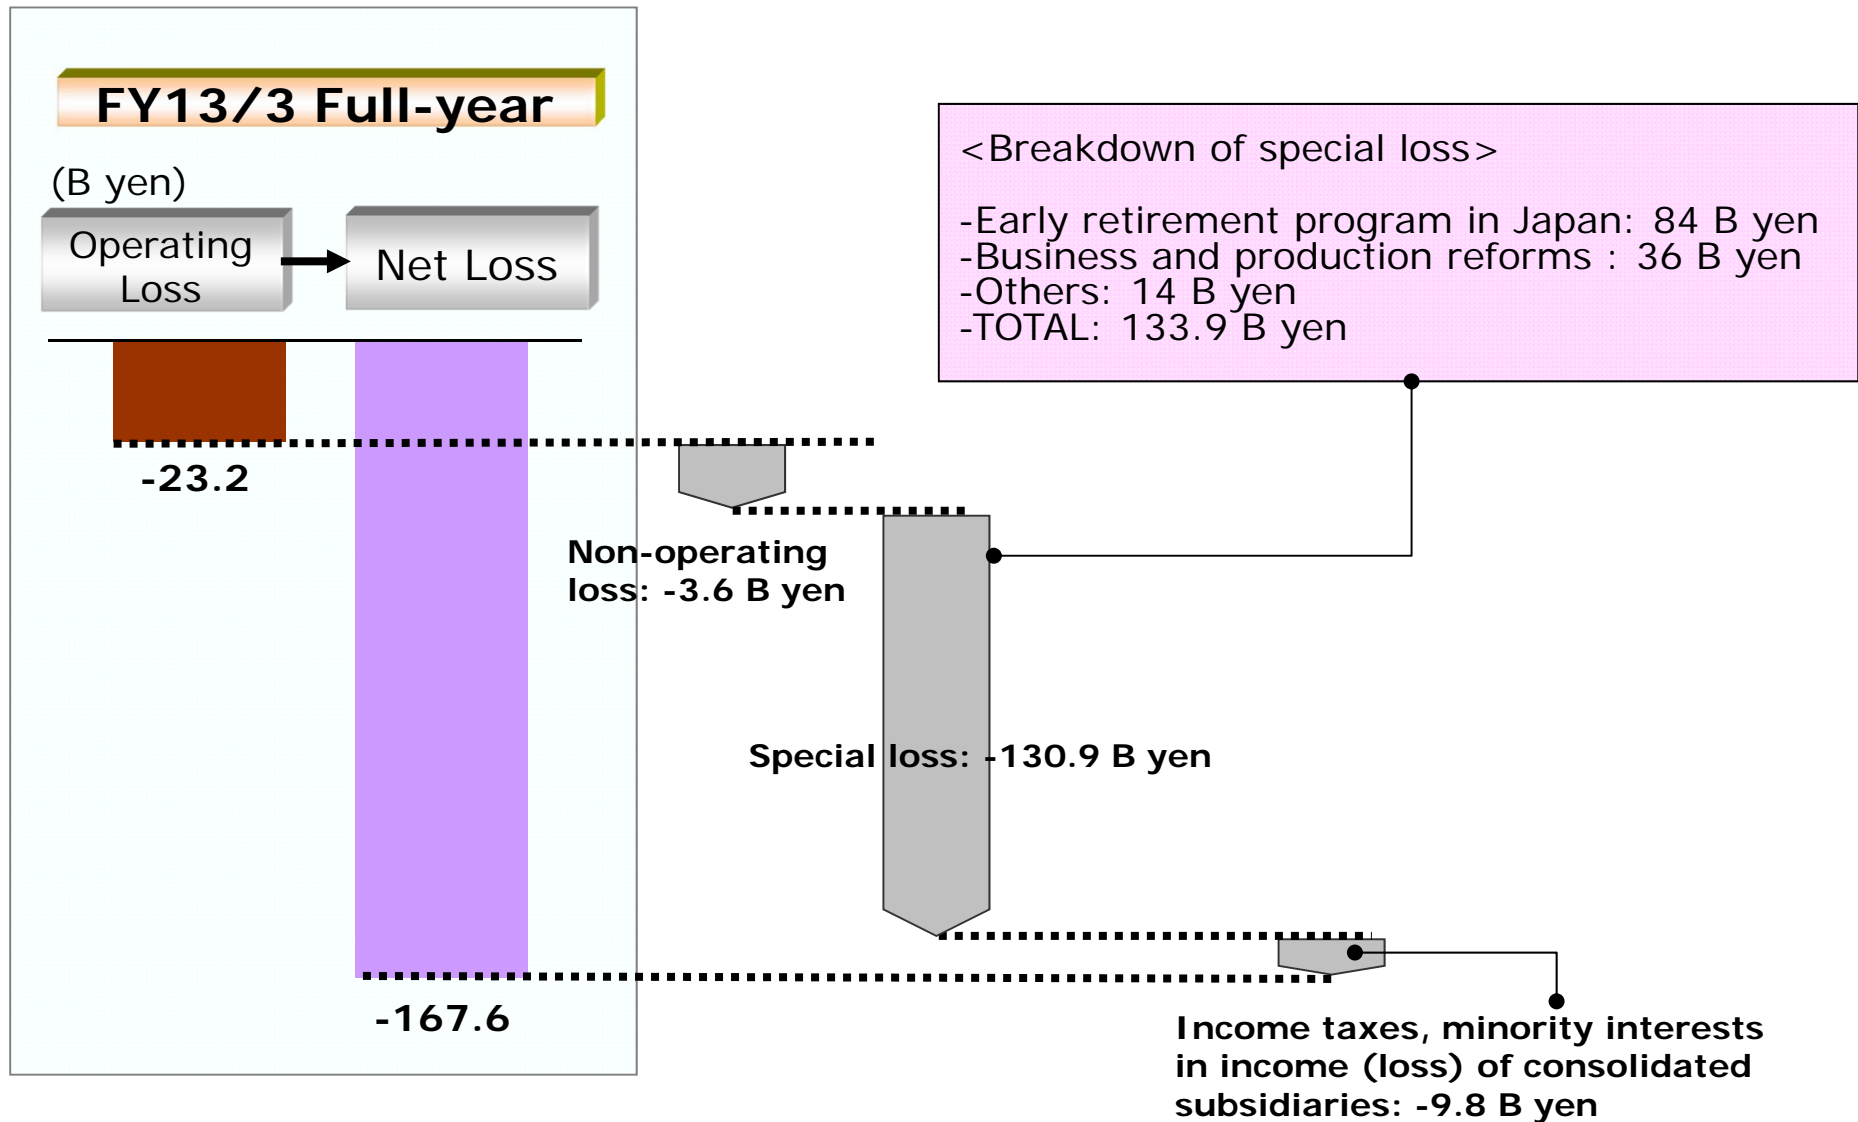 FY13/3 Full-year
(B yen)
Operating
Loss
Net Loss
-23.2
-167.6
<Breakdown of special loss>
-Early retirement program in Japan: 84 B yen
-Business and production reforms : 36 B yen
-Others: 14 B yen
-TOTAL: 133.9 B yen
Non-operating
loss: -3.6 B yen
Special loss: -130.9 B yen
Income taxes, minority interests
in income (loss) of consolidated
subsidiaries: -9.8 B yen